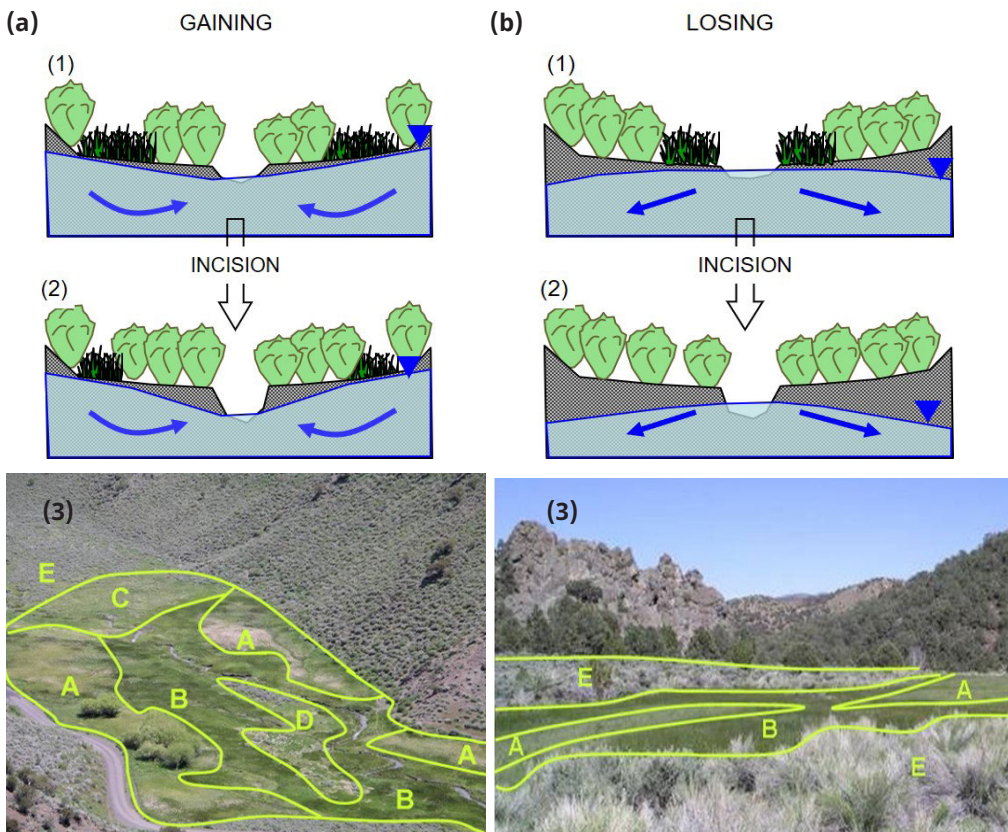 (a) GAINING
(1)
INCISION
(2)
(3)
E
C
A
A
B
D
A
B
(b) LOSING
(1)
INCISION
(2)
(3)
E
A
A
B
E